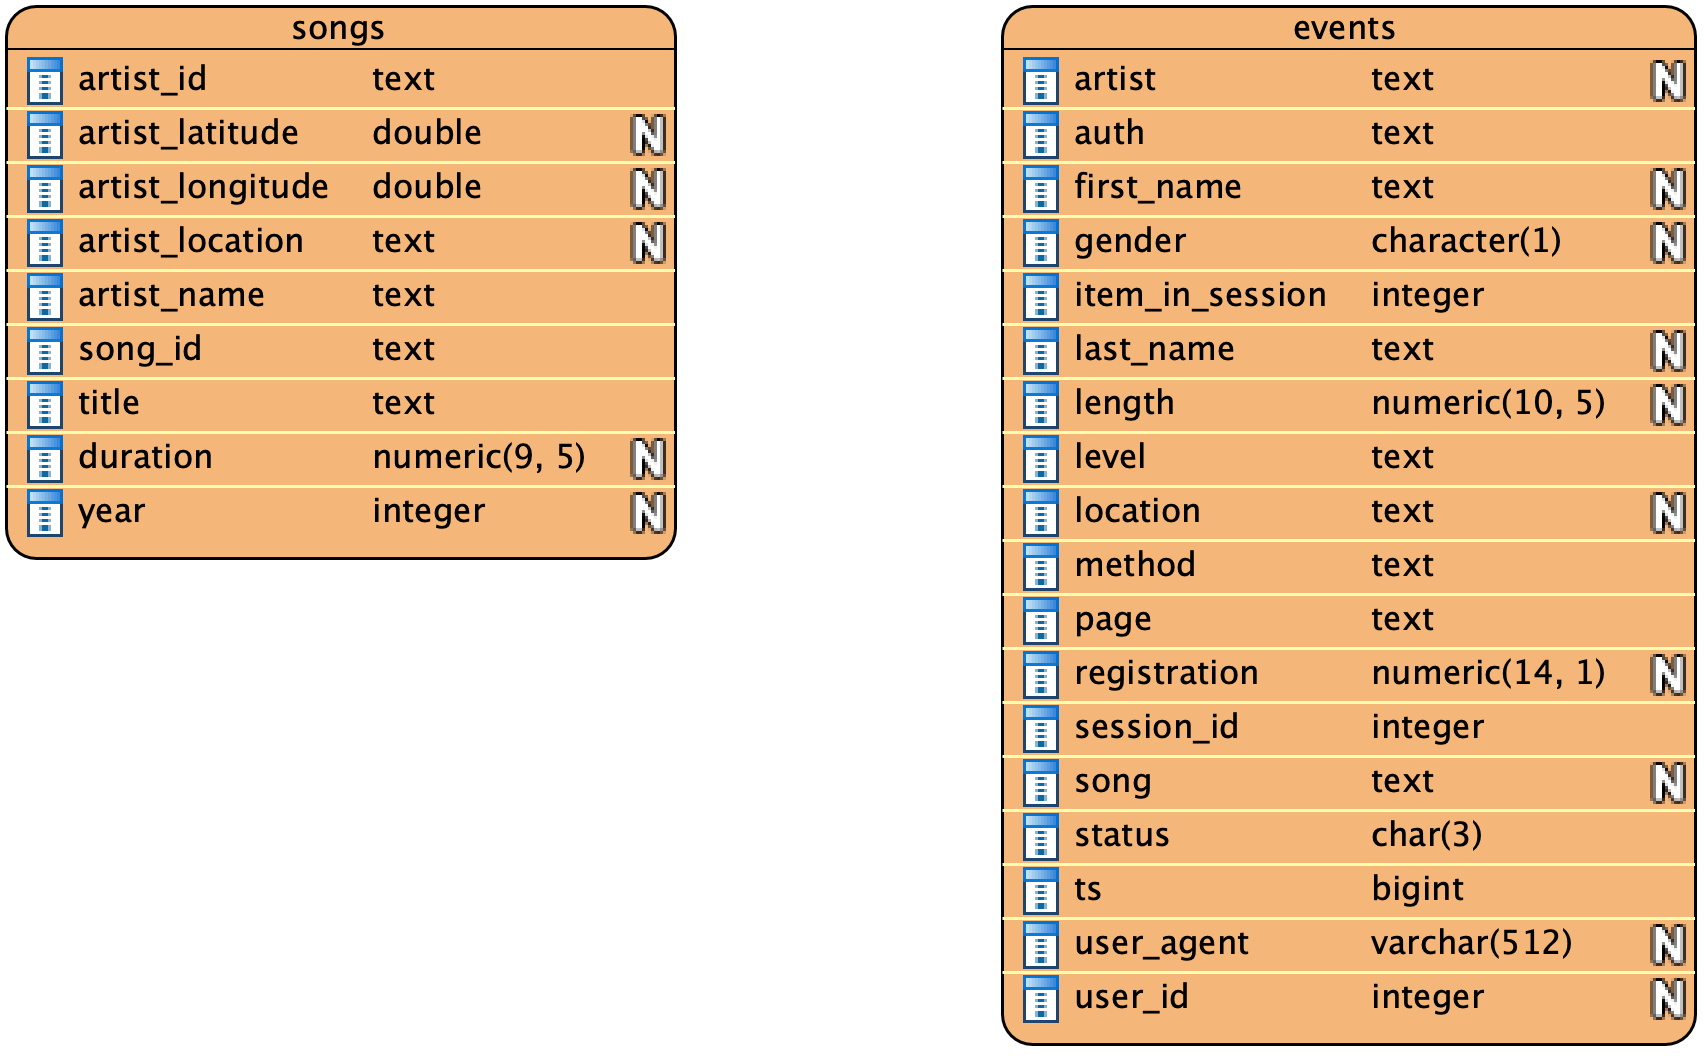 songs
artist_id text
artist_latitude double N
artist_longitude double N
artist_location text N
artist_name text
song_id text
title text
duration numeric(9, 5) N
year integer N
events
artist text N
auth text
first_name text N
gender character(1) N
item_in_session integer
last_name text N
length numeric(10, 5) N
level text
location text N
method text
page text
registration numeric(14, 1) N
session_id integer
song text N
status char(3)
ts bigint
user_agent varchar(512) N
user_id integer N